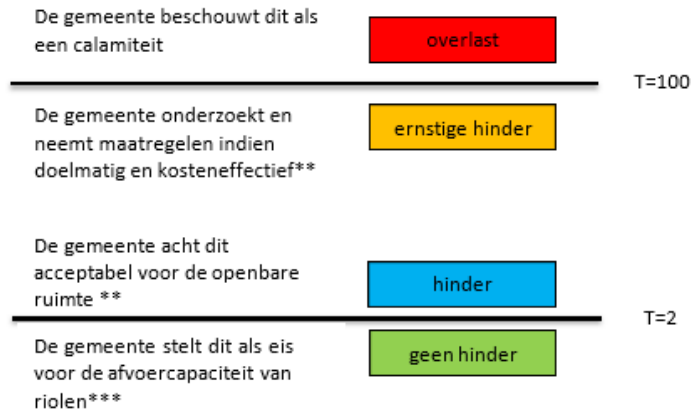 De gemeente beschouwt dit als
een calamiteit
overlast
T=100
De gemeente onderzoekt en
neemt maatregelen indien
doelmatig en kosteneffectief**
ernstige hinder
De gemeente acht dit
acceptabel voor de openbare
ruimte **
hinder
T=2
De gemeente stelt dit als eis
voor de afvoercapaciteit van
riolen***
geen hinder